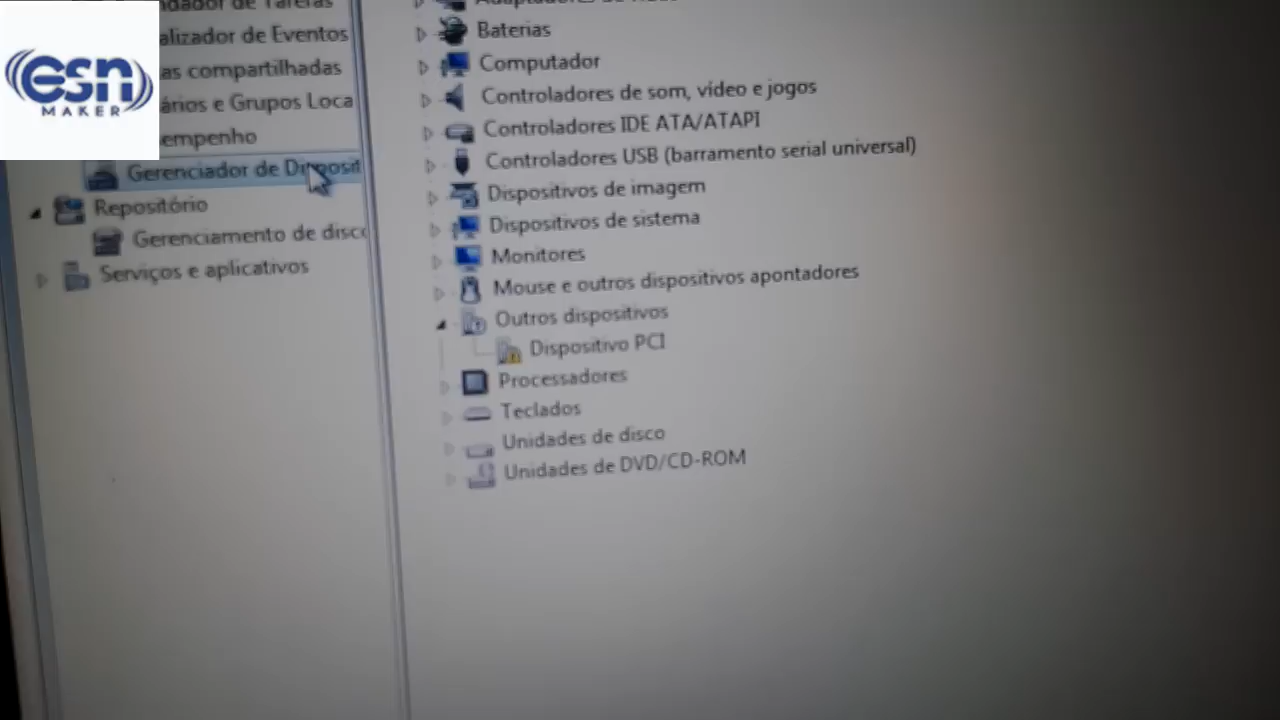 esn
MAKER
ndador de Tarefas
alizador de Eventos
as compartilhadas
ários e Grupos Loca
empenho
Gerenciador de Disposit
Repositório
Gerenciamento de disco
Serviços e aplicativos
Baterias
Computador
Controladores de som, vídeo e jogos
Controladores IDE ATA/ATAPI
Controladores USB (barramento serial universal)
Dispositivos de imagem
Dispositivos de sistema
Monitores
Mouse e outros dispositivos apontadores
Outros dispositivos
Dispositivo PCI
Processadores
Teclados
Unidades de disco
Unidades de DVD/CD-ROM